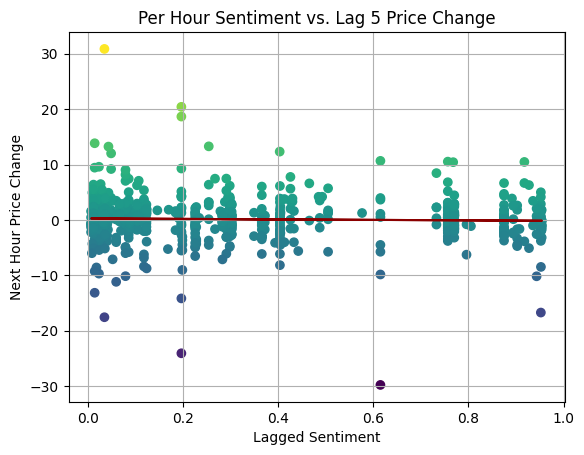 Per Hour Sentiment vs. Lag 5 Price Change
Next Hour Price Change
30
20
10
0
−10
−20
−30
0.0 0.2 0.4 0.6 0.8 1.0
Lagged Sentiment